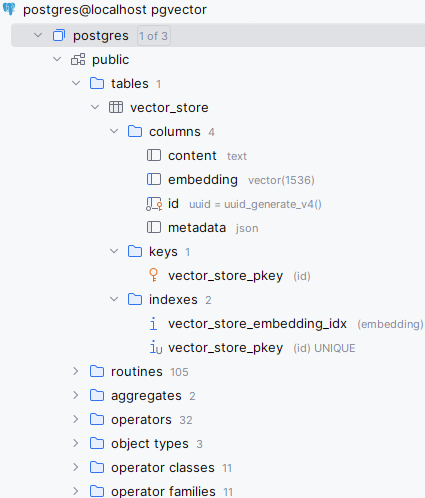 postgres@localhost pgvector
postgres 1 of 3
public
tables 1
vector_store
columns 4
content text
embedding vector(1536)
id uuid = uuid_generate_v4()
metadata json
keys 1
vector_store_pkey (id)
indexes 2
vector_store_embedding_idx (embedding)
vector_store_pkey (id) UNIQUE
routines 105
aggregates 2
operators 32
object types 3
operator classes 11
operator families 11